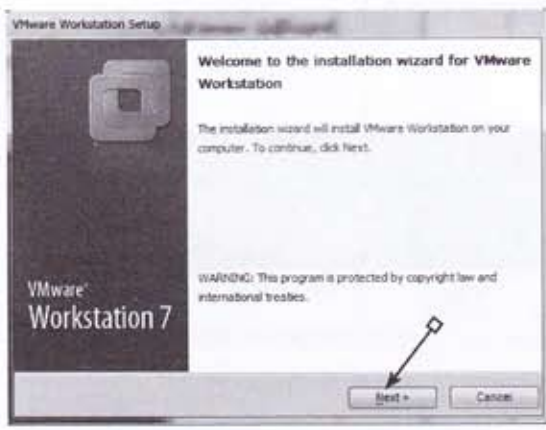 VMware Workstation Setup
Welcome to the installation wizard for VMware
Workstation
The installation wizard will install VMware Workstation on your
computer. To continue, click Next.
WARNING: This program is protected by copyright law and
international treaties.
VMware®
Workstation 7
Next >
Cancel